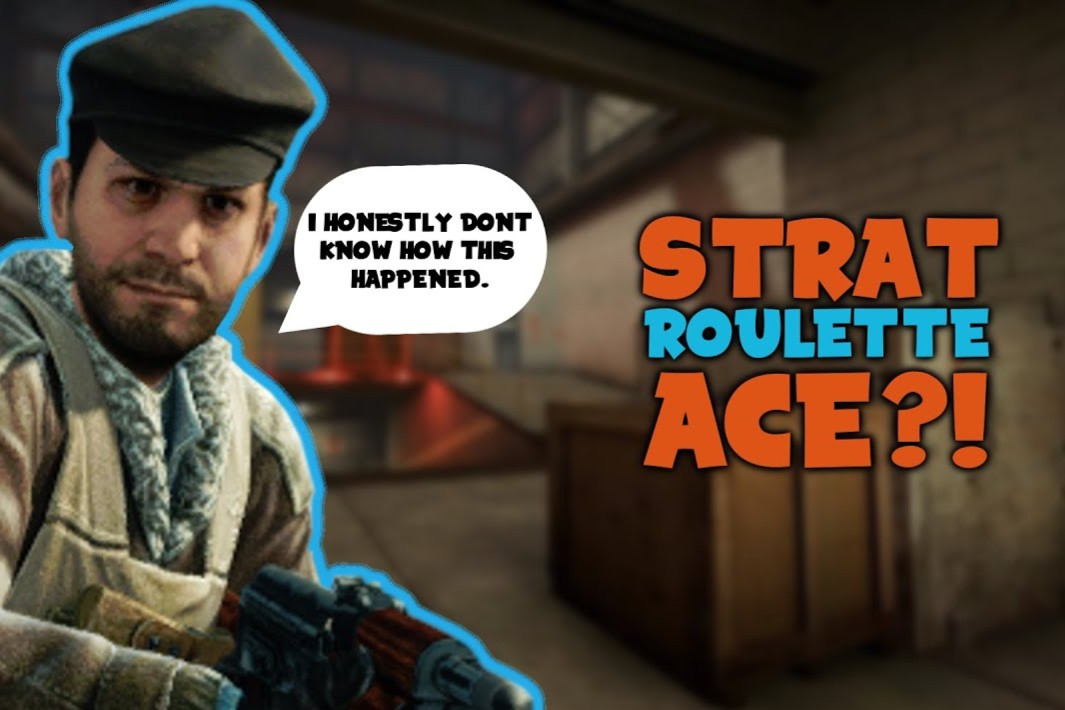 I HONESTLY DONT
KNOW HOW THIS
HAPPENED.
STRAT
ROULETTE
ACE?!